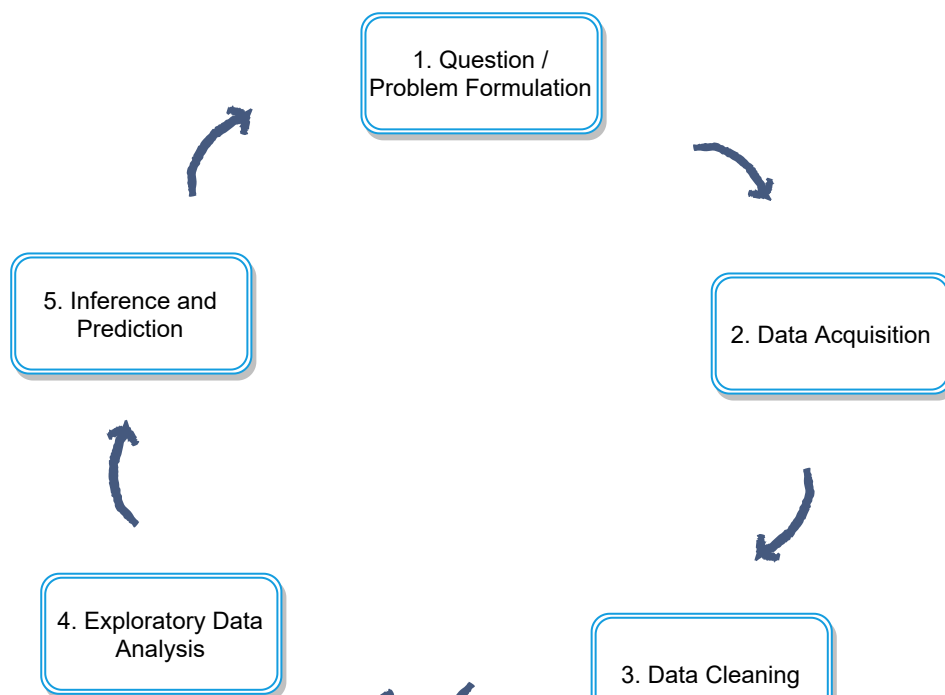 1. Question /
Problem Formulation
2. Data Acquisition
3. Data Cleaning
4. Exploratory Data
Analysis
5. Inference and
Prediction